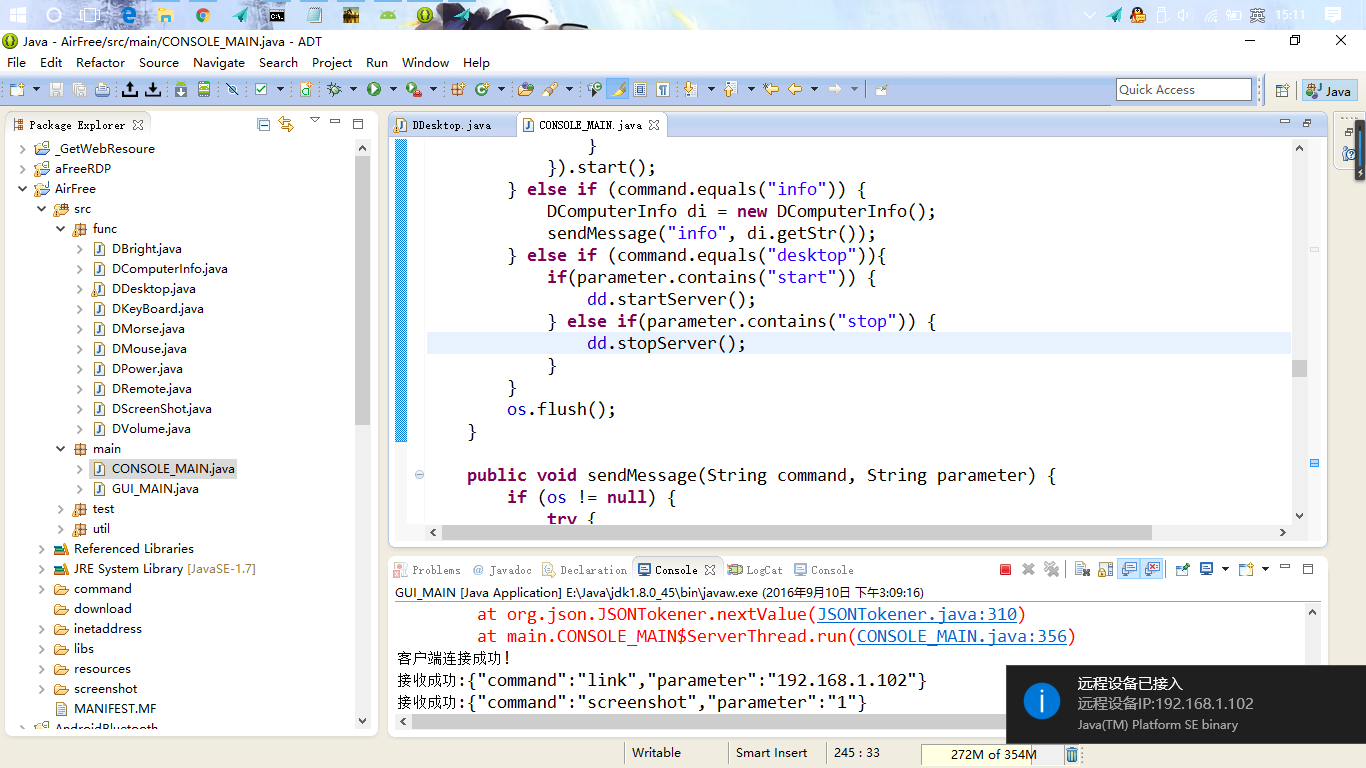 英 15:11
Java - AirFree/src/main/CONSOLE_MAIN.java - ADT
File Edit Refactor Source Navigate Search Project Run Window Help
Quick Access
Java
Package Explorer
_GetWebResoure
aFreeRDP
AirFree
src
func
DBright.java
DComputerInfo.java
DDesktop.java
DKeyBoard.java
DMorse.java
DMouse.java
DPower.java
DRemote.java
DScreenShot.java
DVolume.java
main
CONSOLE_MAIN.java
GUI_MAIN.java
test
util
Referenced Libraries
JRE System Library [JavaSE-1.7]
command
download
inetaddress
libs
resources
screenshot
MANIFEST.MF
AndroidBluetooth
DDesktop.java CONSOLE_MAIN.java
}
}).start();
} else if (command.equals("info")) {
DComputerInfo di = new DComputerInfo();
sendMessage("info", di.getStr());
} else if (command.equals("desktop")){
if(parameter.contains("start")) {
dd.startServer();
} else if(parameter.contains("stop")) {
dd.stopServer();
}
}
os.flush();
}
public void sendMessage(String command, String parameter) {
if (os != null) {
try {
Problems @ Javadoc Declaration Console LogCat Console
GUI_MAIN [Java Application] E:\Java\jdk1.8.0_45\bin\javaw.exe (2016年9月10日 下午3:09:16)
at org.json.JSONTokener.nextValue(JSONTokener.java:310)
at main.CONSOLE_MAIN$ServerThread.run(CONSOLE_MAIN.java:356)
客户端连接成功!
接收成功:{"command":"link","parameter":"192.168.1.102"}
接收成功:{"command":"screenshot","parameter":"1"}
远程设备已接入
远程设备IP:192.168.1.102
Java(TM) Platform SE binary
Writable Smart Insert 245 : 33 272M of 354M